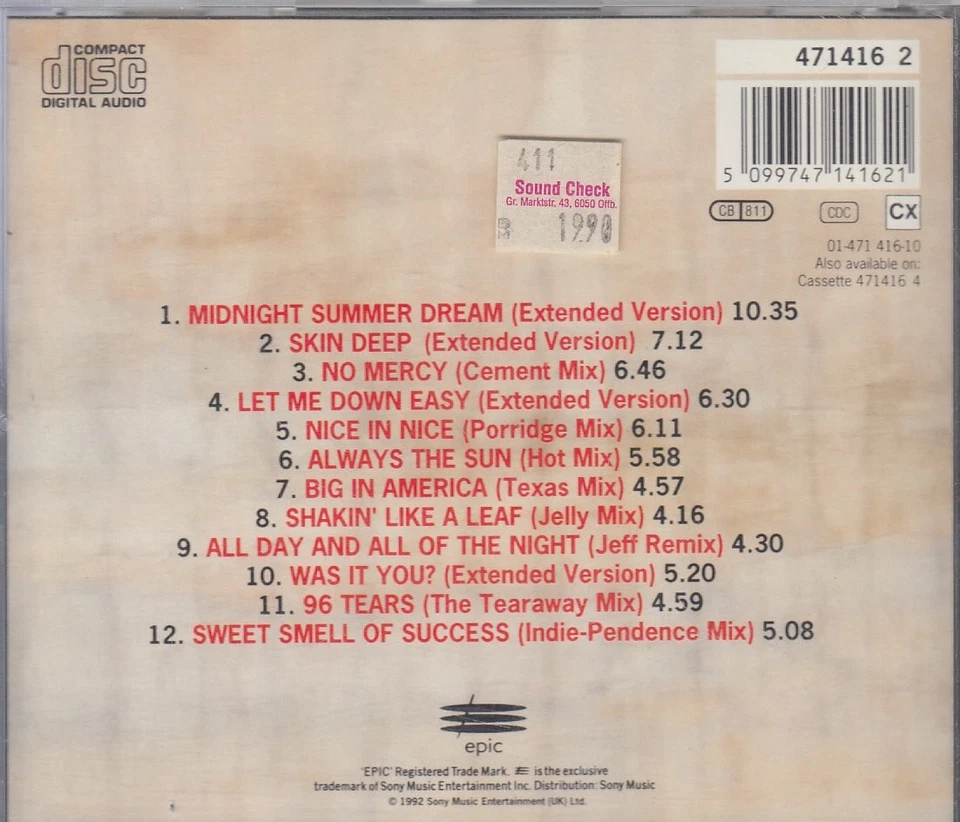 COMPACT
disc
DIGITAL AUDIO
471416 2
5 099747 141621
411
Sound Check
Gr. Marktstr. 43, 6050 Offb.
DM 1990
CB 811
CDC
CX
01-471 416-10
Also available on:
Cassette 471416 4
1. MIDNIGHT SUMMER DREAM (Extended Version) 10.35
2. SKIN DEEP (Extended Version) 7.12
3. NO MERCY (Cement Mix) 6.46
4. LET ME DOWN EASY (Extended Version) 6.30
5. NICE IN NICE (Porridge Mix) 6.11
6. ALWAYS THE SUN (Hot Mix) 5.58
7. BIG IN AMERICA (Texas Mix) 4.57
8. SHAKIN' LIKE A LEAF (Jelly Mix) 4.16
9. ALL DAY AND ALL OF THE NIGHT (Jeff Remix) 4.30
10. WAS IT YOU? (Extended Version) 5.20
11. 96 TEARS (The Tearaway Mix) 4.59
12. SWEET SMELL OF SUCCESS (Indie-Pendence Mix) 5.08
epic
'EPIC' Registered Trade Mark. E is the exclusive
trademark of Sony Music Entertainment Inc. Distribution: Sony Music
© 1992 Sony Music Entertainment (UK) Ltd.